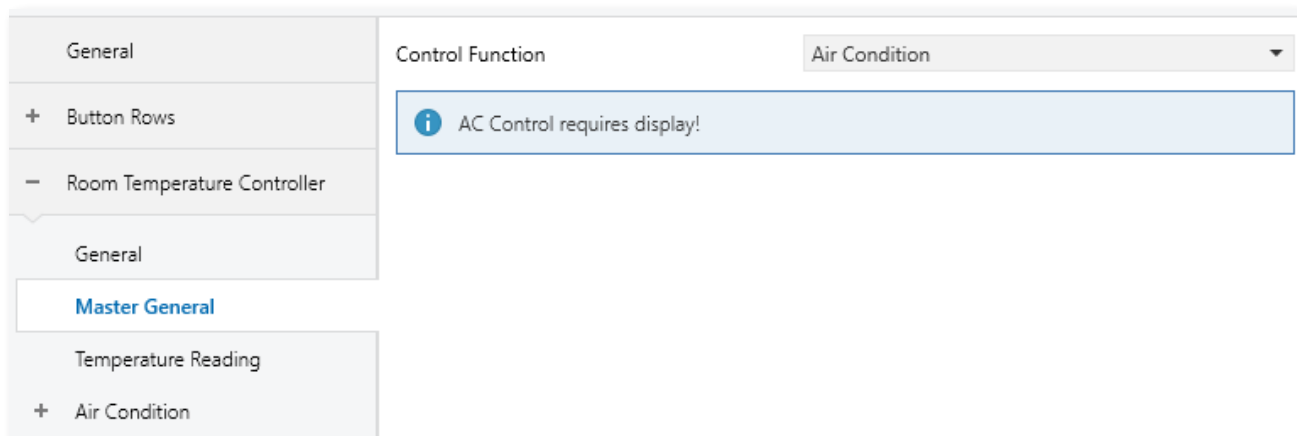 General
Button Rows
Room Temperature Controller
General
Master General
Temperature Reading
Air Condition
Control Function
Air Condition
AC Control requires display!